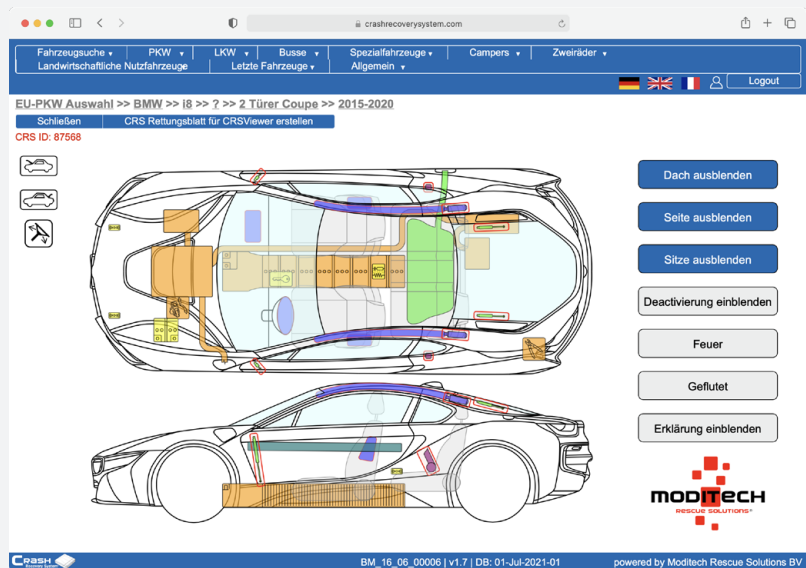 crashrecoverysystem.com
Fahrzeugsuche PKW LKW Busse Spezialfahrzeuge Campers Zweiräder
Landwirtschaftliche Nutzfahrzeuge Letzte Fahrzeuge Allgemein
Logout
EU-PKW Auswahl >> BMW >> i8 >> ? >> 2 Türer Coupe >> 2015-2020
Schließen CRS Rettungsblatt für CRSViewer erstellen
CRS ID: 87568
Dach ausblenden
Seite ausblenden
Sitze ausblenden
Deactivierung einblenden
Feuer
Geflutet
Erklärung einblenden
MODITECH
RESCUE SOLUTIONS
CRASH
Recovery System
BM_16_06_00006 | v1.7 | DB: 01-Jul-2021-01
powered by Moditech Rescue Solutions BV